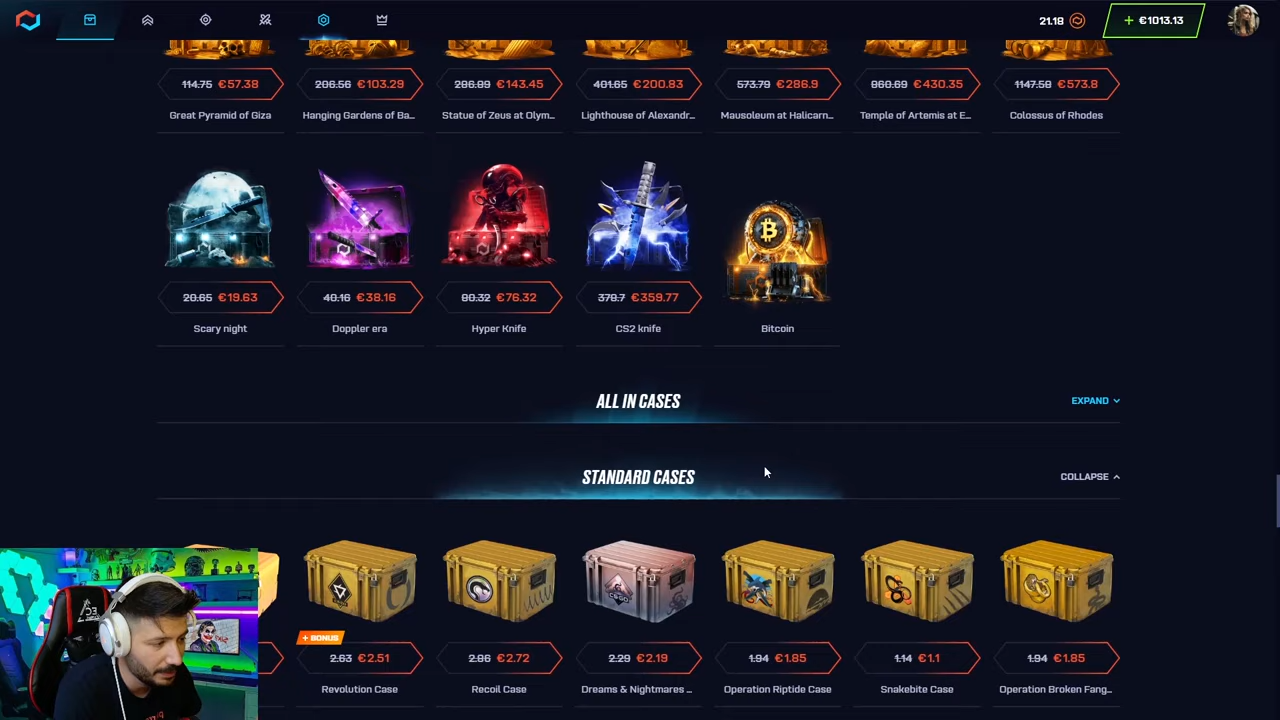 21.18
+ €1013.13
114.75 €57.38
206.56 €103.29
286.89 €143.45
401.65 €200.83
573.79 €286.9
860.69 €430.35
1147.58 €573.8
Great Pyramid of Giza
Hanging Gardens of Ba...
Statue of Zeus at Olym...
Lighthouse of Alexandr...
Mausoleum at Halicarn...
Temple of Artemis at E...
Colossus of Rhodes
20.65 €19.63
40.16 €38.16
80.32 €76.32
378.7 €359.77
Scary night
Doppler era
Hyper Knife
CS2 knife
Bitcoin
ALL IN CASES
EXPAND
STANDARD CASES
COLLAPSE
+ BONUS
2.63 €2.51
2.86 €2.72
2.29 €2.19
1.94 €1.85
1.14 €1.1
1.94 €1.85
Revolution Case
Recoil Case
Dreams & Nightmares ...
Operation Riptide Case
Snakebite Case
Operation Broken Fang...